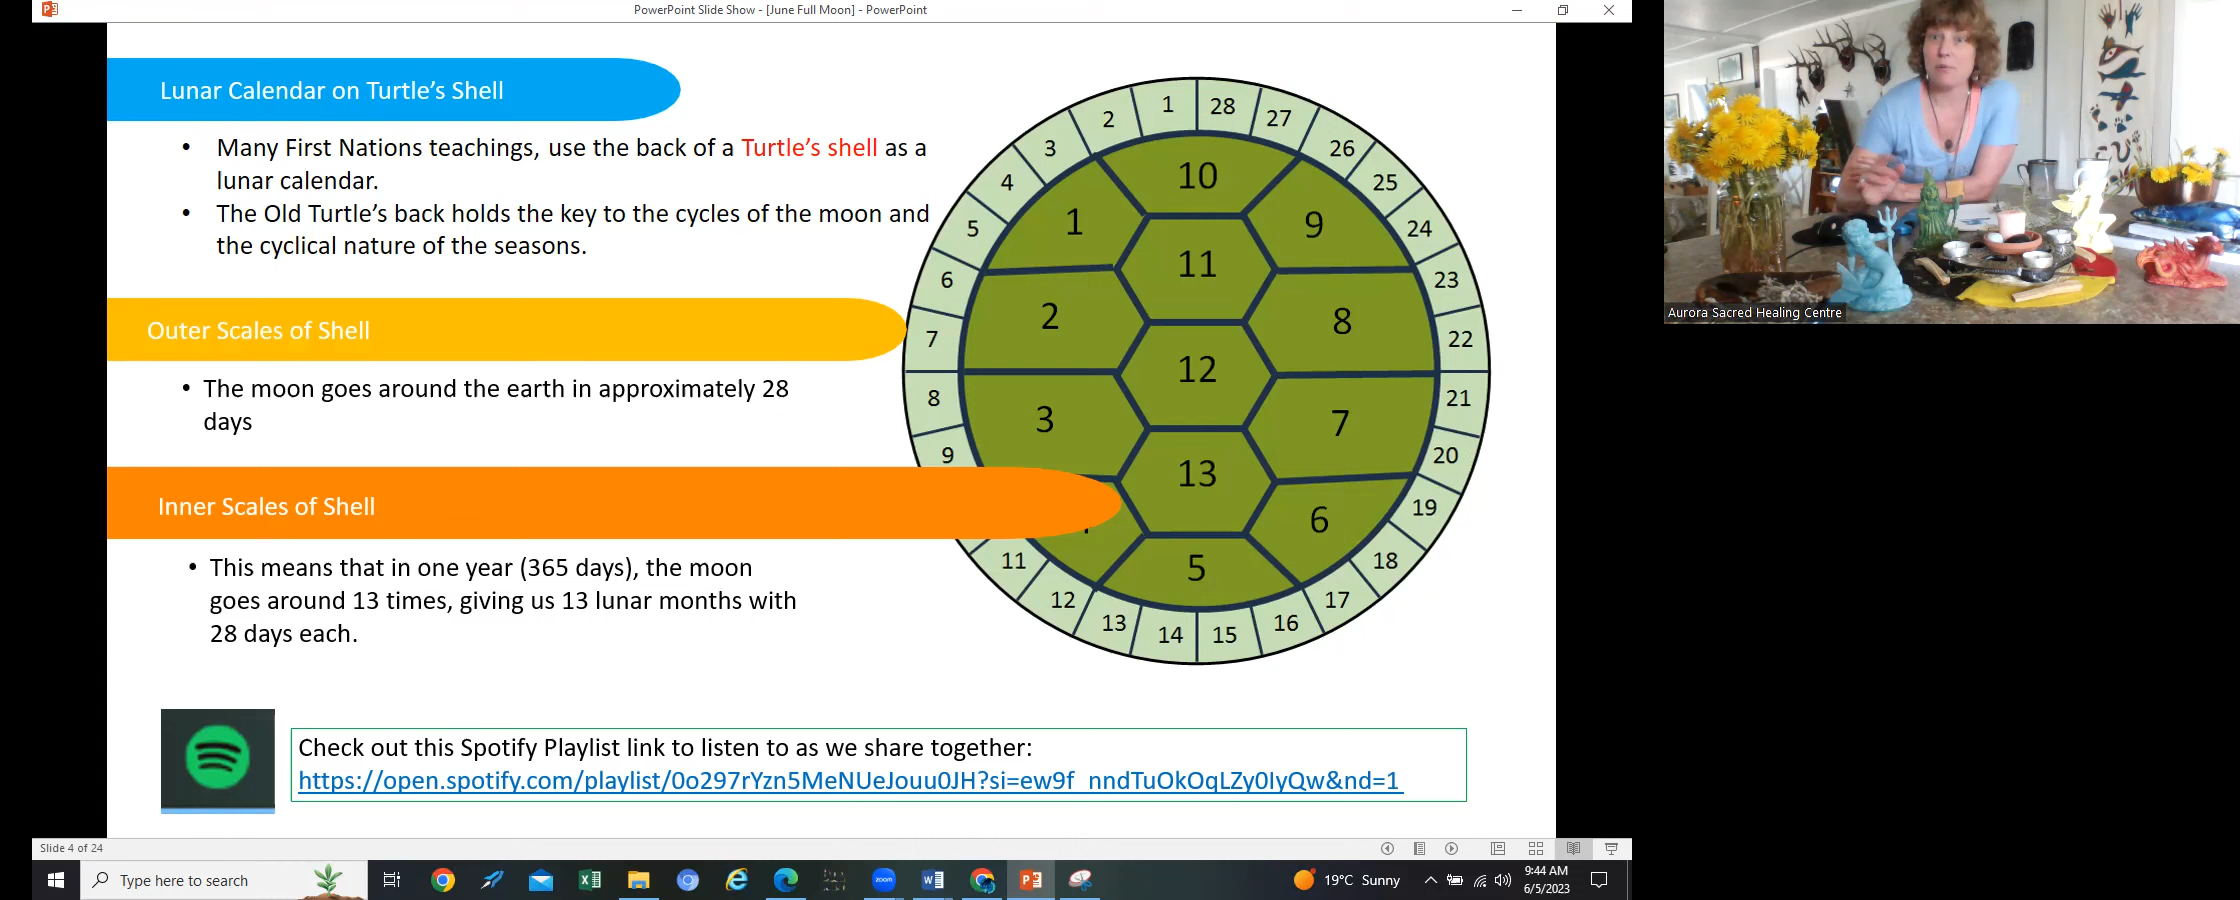 PowerPoint Slide Show - [June Full Moon] - PowerPoint
Lunar Calendar on Turtle's Shell
• Many First Nations teachings, use the back of a Turtle's shell as a
lunar calendar.
• The Old Turtle's back holds the key to the cycles of the moon and
the cyclical nature of the seasons.
Outer Scales of Shell
• The moon goes around the earth in approximately 28
days
Inner Scales of Shell
• This means that in one year (365 days), the moon
goes around 13 times, giving us 13 lunar months with
28 days each.
1
2
3
4
5
6
7
8
9
11
12
13
14
15
16
17
18
19
20
21
22
23
24
25
26
27
28
1
2
3
5
6
7
8
9
10
11
12
13
Check out this Spotify Playlist link to listen to as we share together:
https://open.spotify.com/playlist/0o297rYzn5MeNUeJouu0JH?si=ew9f_nndTuOkOqLZy0IyQw&nd=1
Aurora Sacred Healing Centre
Slide 4 of 24
Type here to search
zoom
19°C Sunny
9:44 AM
6/5/2023